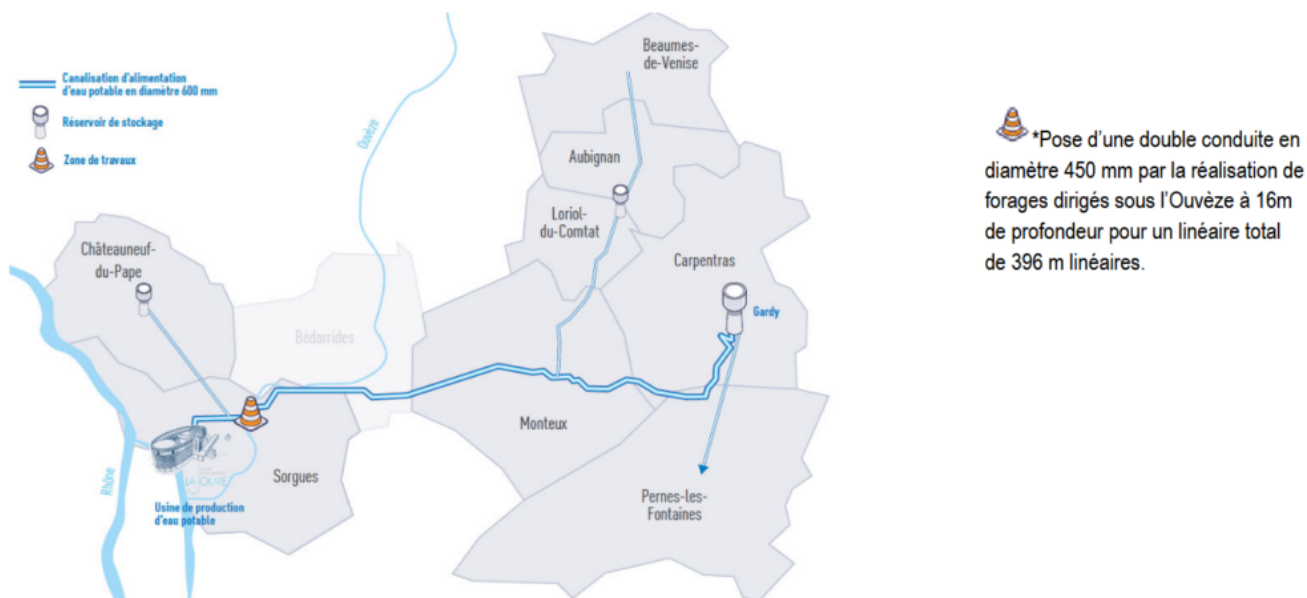 Canalisation d'alimentation
d'eau potable en diamètre 600 mm
Réservoir de stockage
Zone de travaux
Ouvèze
Beaumes-
de-Venise
Aubignan
Loriol-
du-Comtat
Carpentras
Gardy
Châteauneuf-
du-Pape
Bédarrides
Monteux
Sorgues
Rhône
LA JOUVE
Usine de production
d'eau potable
Pernes-les-
Fontaines
*Pose d'une double conduite en
diamètre 450 mm par la réalisation de
forages dirigés sous l'Ouvèze à 16m
de profondeur pour un linéaire total
de 396 m linéaires.